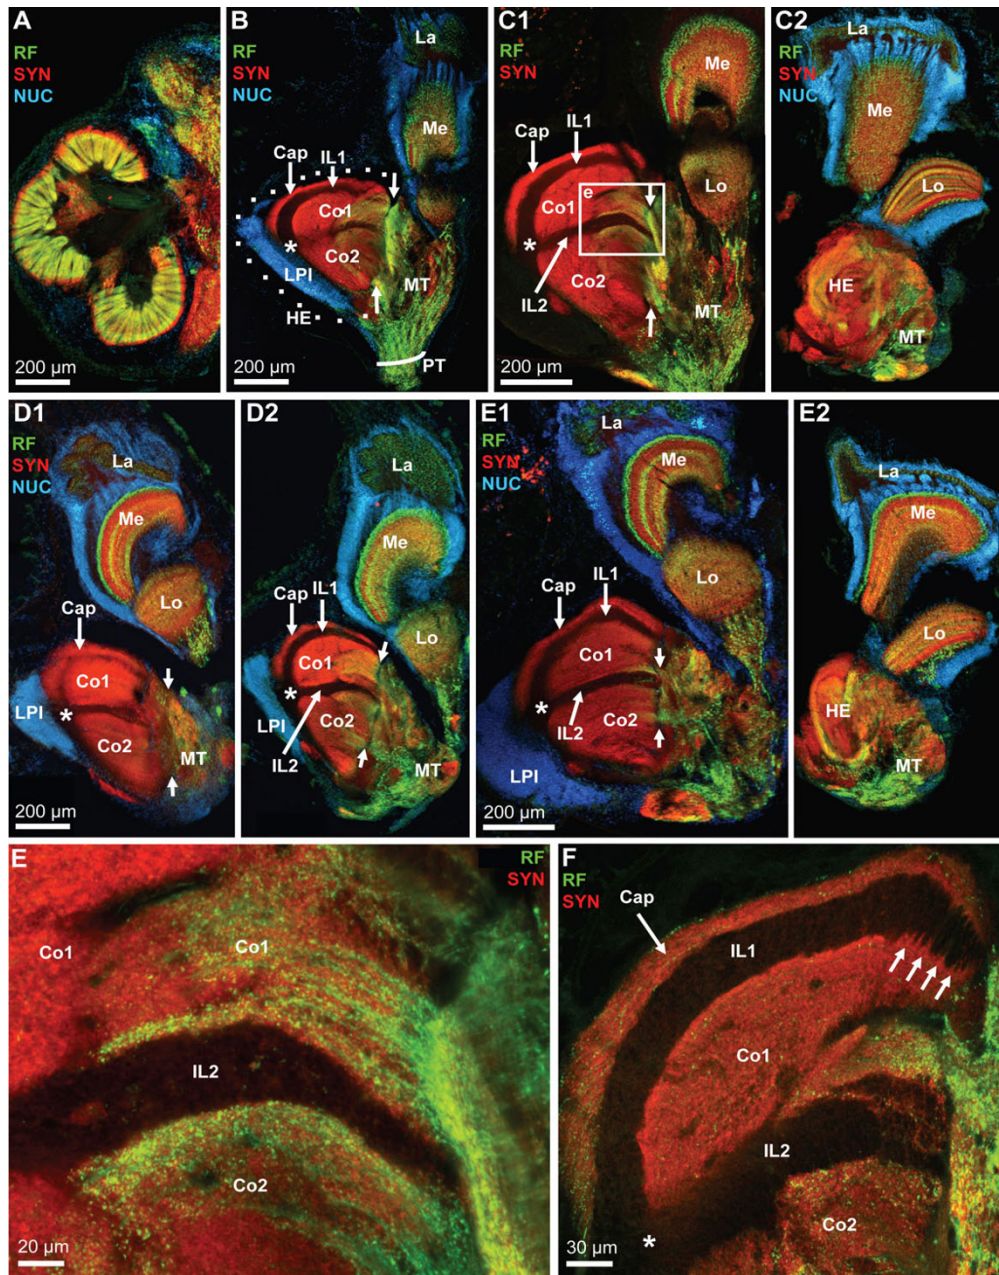 A
RF
SYN
NUC
200 µm
B
RF
SYN
NUC
La
Me
Cap
IL1
Co1
*
Co2
LPI
HE
MT
PT
200 µm
C1
RF
SYN
Me
IL1
Cap
e
Lo
Co1
*
Co2
IL2
MT
200 µm
C2
RF
SYN
NUC
La
Me
Lo
HE
MT
D1
RF
SYN
NUC
La
Me
Lo
Cap
Co1
*
LPI
Co2
MT
200 µm
D2
La
Me
Cap
IL1
Lo
Co1
*
Co2
IL2
MT
E1
RF
SYN
NUC
La
Me
Lo
IL1
Cap
Co1
*
IL2
Co2
LPI
200 µm
E2
La
Me
Lo
HE
MT
E
RF
SYN
Co1
Co1
IL2
Co2
20 µm
F
RF
SYN
Cap
IL1
Co1
IL2
*
Co2
30 µm